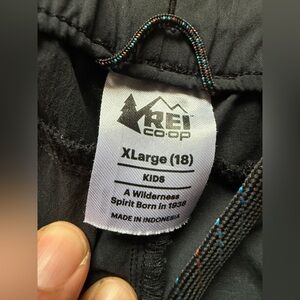 REI
CO·OP
XLarge (18)
KIDS
A Wilderness
Spirit Born in 1938
MADE IN INDONESIA